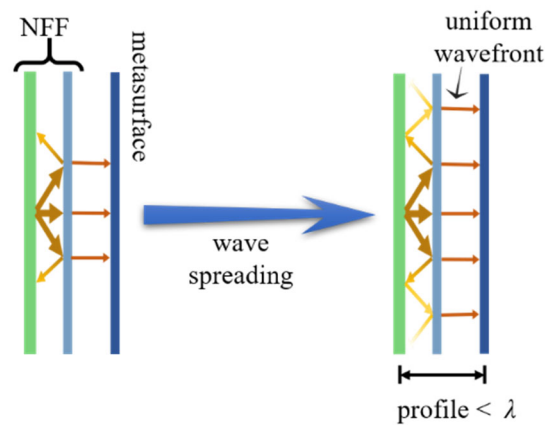 NFF
metasurface
wave
spreading
uniform
wavefront
profile < λ